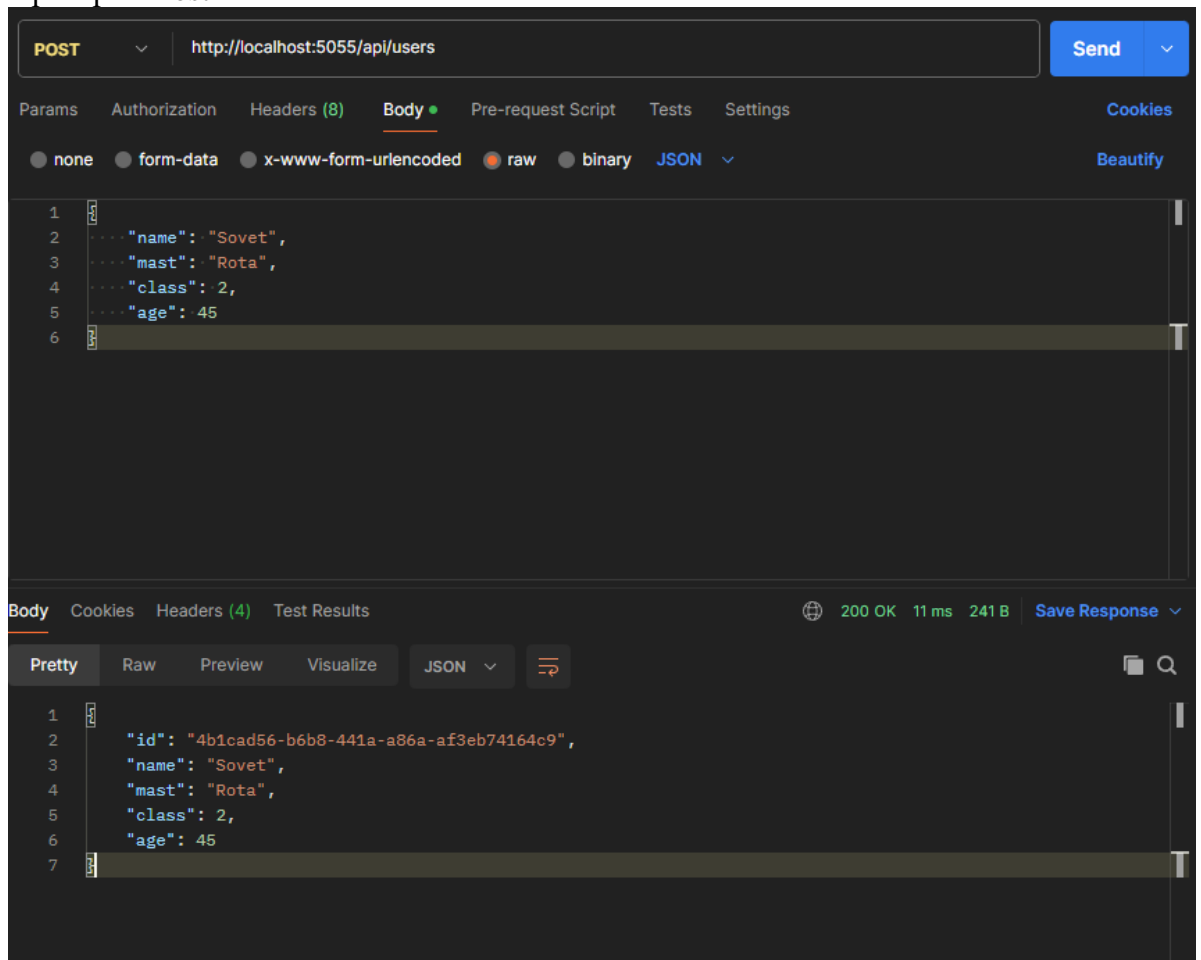 POST http://localhost:5055/api/users Send
Params Authorization Headers (8) Body Pre-request Script Tests Settings Cookies
none form-data x-www-form-urlencoded raw binary JSON Beautify
1 {
2 "name": "Sovet",
3 "mast": "Rota",
4 "class": 2,
5 "age": 45
6 }
Body Cookies Headers (4) Test Results 200 OK 11 ms 241 B Save Response
Pretty Raw Preview Visualize JSON
1 {
2 "id": "4b1cad56-b6b8-441a-a86a-af3eb74164c9",
3 "name": "Sovet",
4 "mast": "Rota",
5 "class": 2,
6 "age": 45
7 }